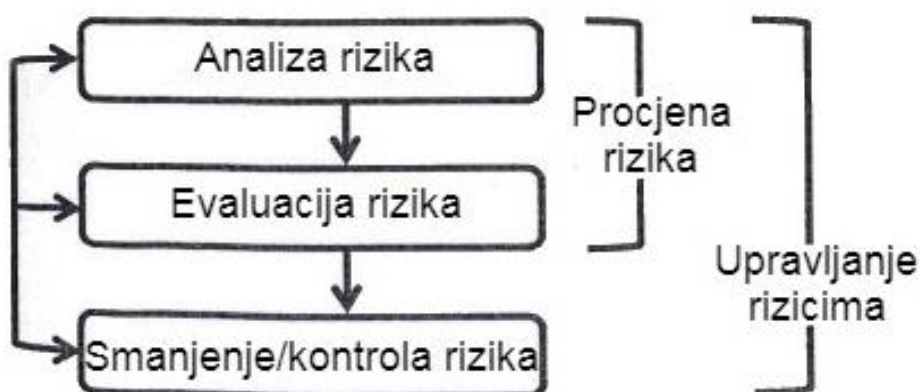 Analiza rizika
Procjena
rizika
Evaluacija rizika
Upravljanje
rizicima
Smanjenje/kontrola rizika